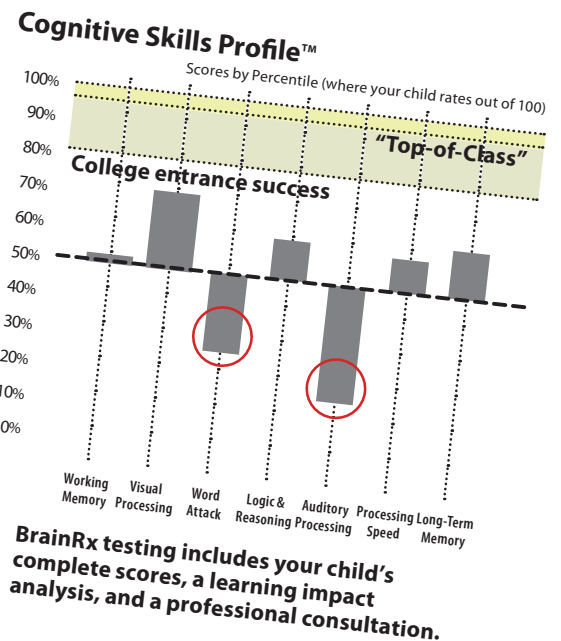 Cognitive Skills Profile™
Scores by Percentile (where your child rates out of 100)
100%
90%
80%
70%
60%
50%
40%
30%
20%
10%
0%
“Top-of-Class”
College entrance success
Working
Memory
Visual
Processing
Word
Attack
Logic &
Reasoning
Auditory
Processing
Processing
Speed
Long-Term
Memory
BrainRx testing includes your child’s
complete scores, a learning impact
analysis, and a professional consultation.